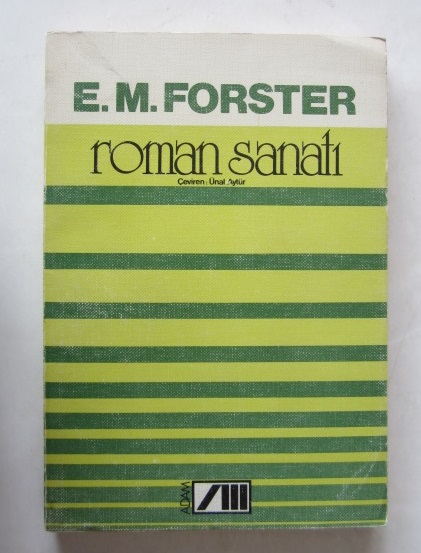 E.M.FORSTER
roman sanatı
Çeviren: Ünal Aytür
ADAM